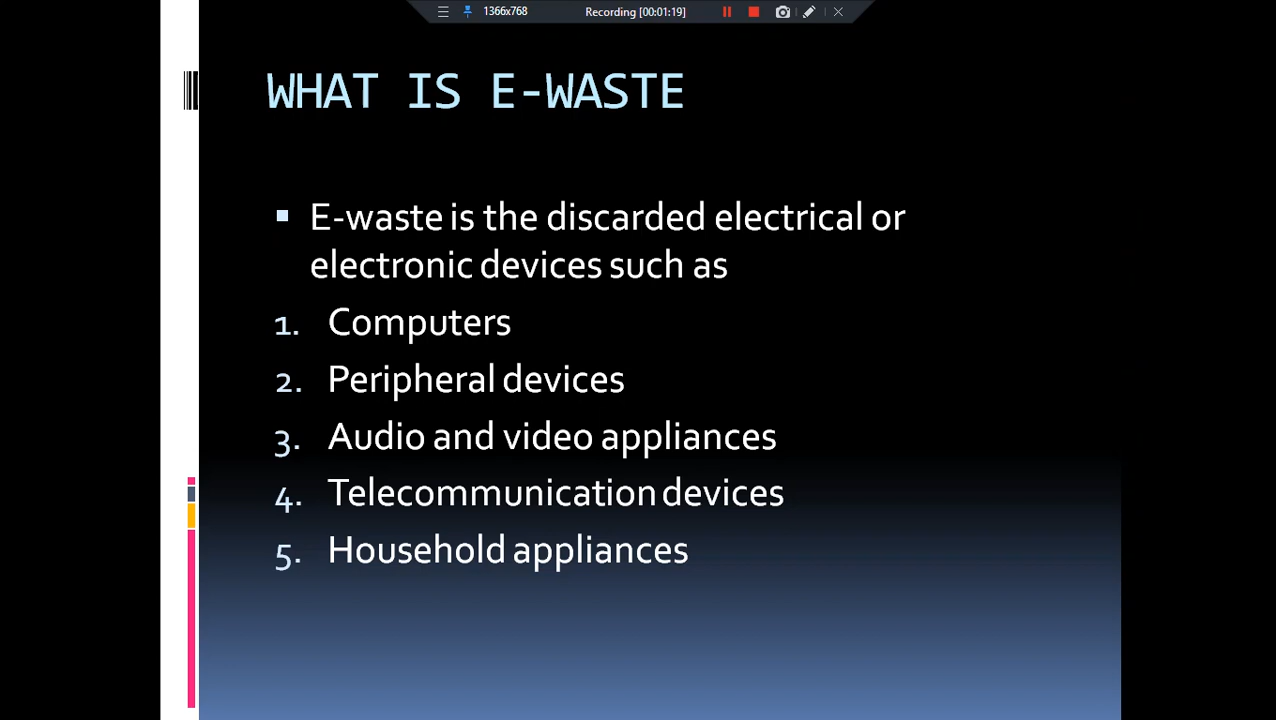 1366x768 Recording [00:01:19]
WHAT IS E-WASTE
E-waste is the discarded electrical or
electronic devices such as
1. Computers
2. Peripheral devices
3. Audio and video appliances
4. Telecommunication devices
5. Household appliances